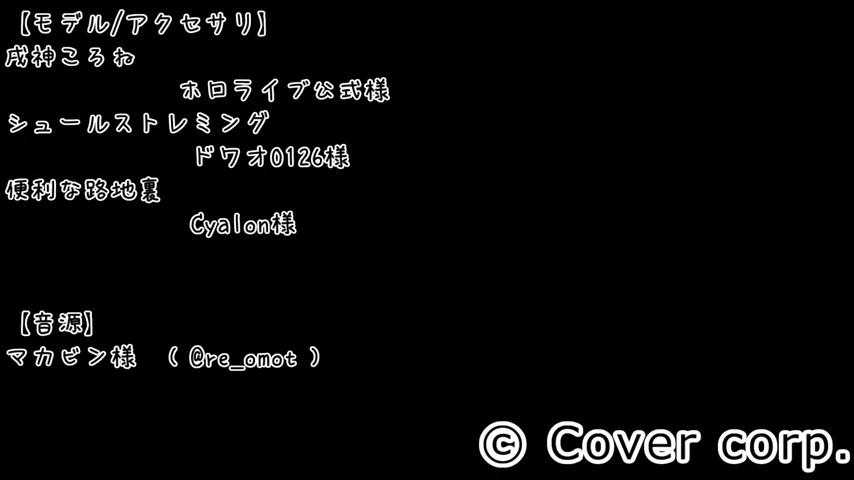 【モデル/アクセサリ】
戌神ころね
ホロライブ公式様
シュールストレミング
ドワオ0126様
便利な路地裏
Cyalon様
【音源】
マカビン様 ( @re_omot )
© Cover corp.